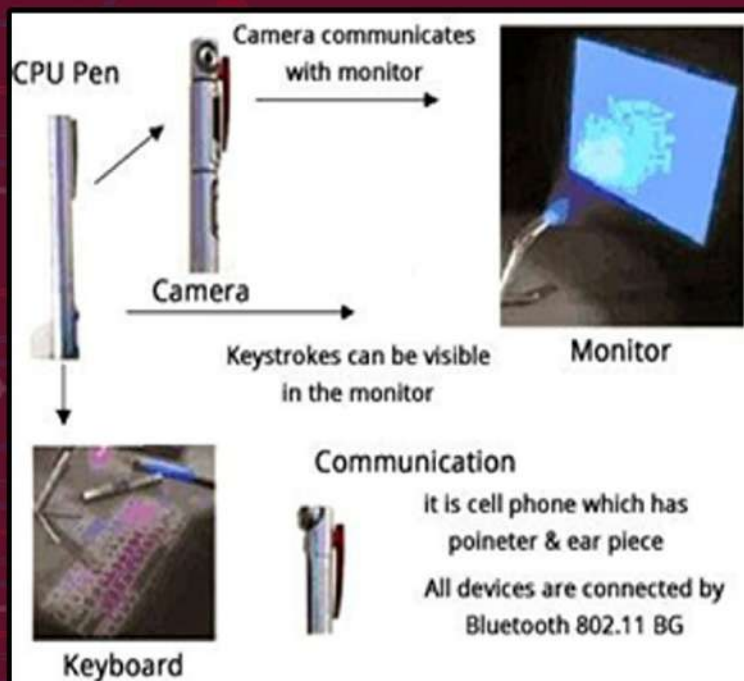 Camera communicates
with monitor
CPU Pen
Camera
Keystrokes can be visible
in the monitor
Monitor
Communication
it is cell phone which has
poineter & ear piece
All devices are connected by
Bluetooth 802.11 BG
Keyboard